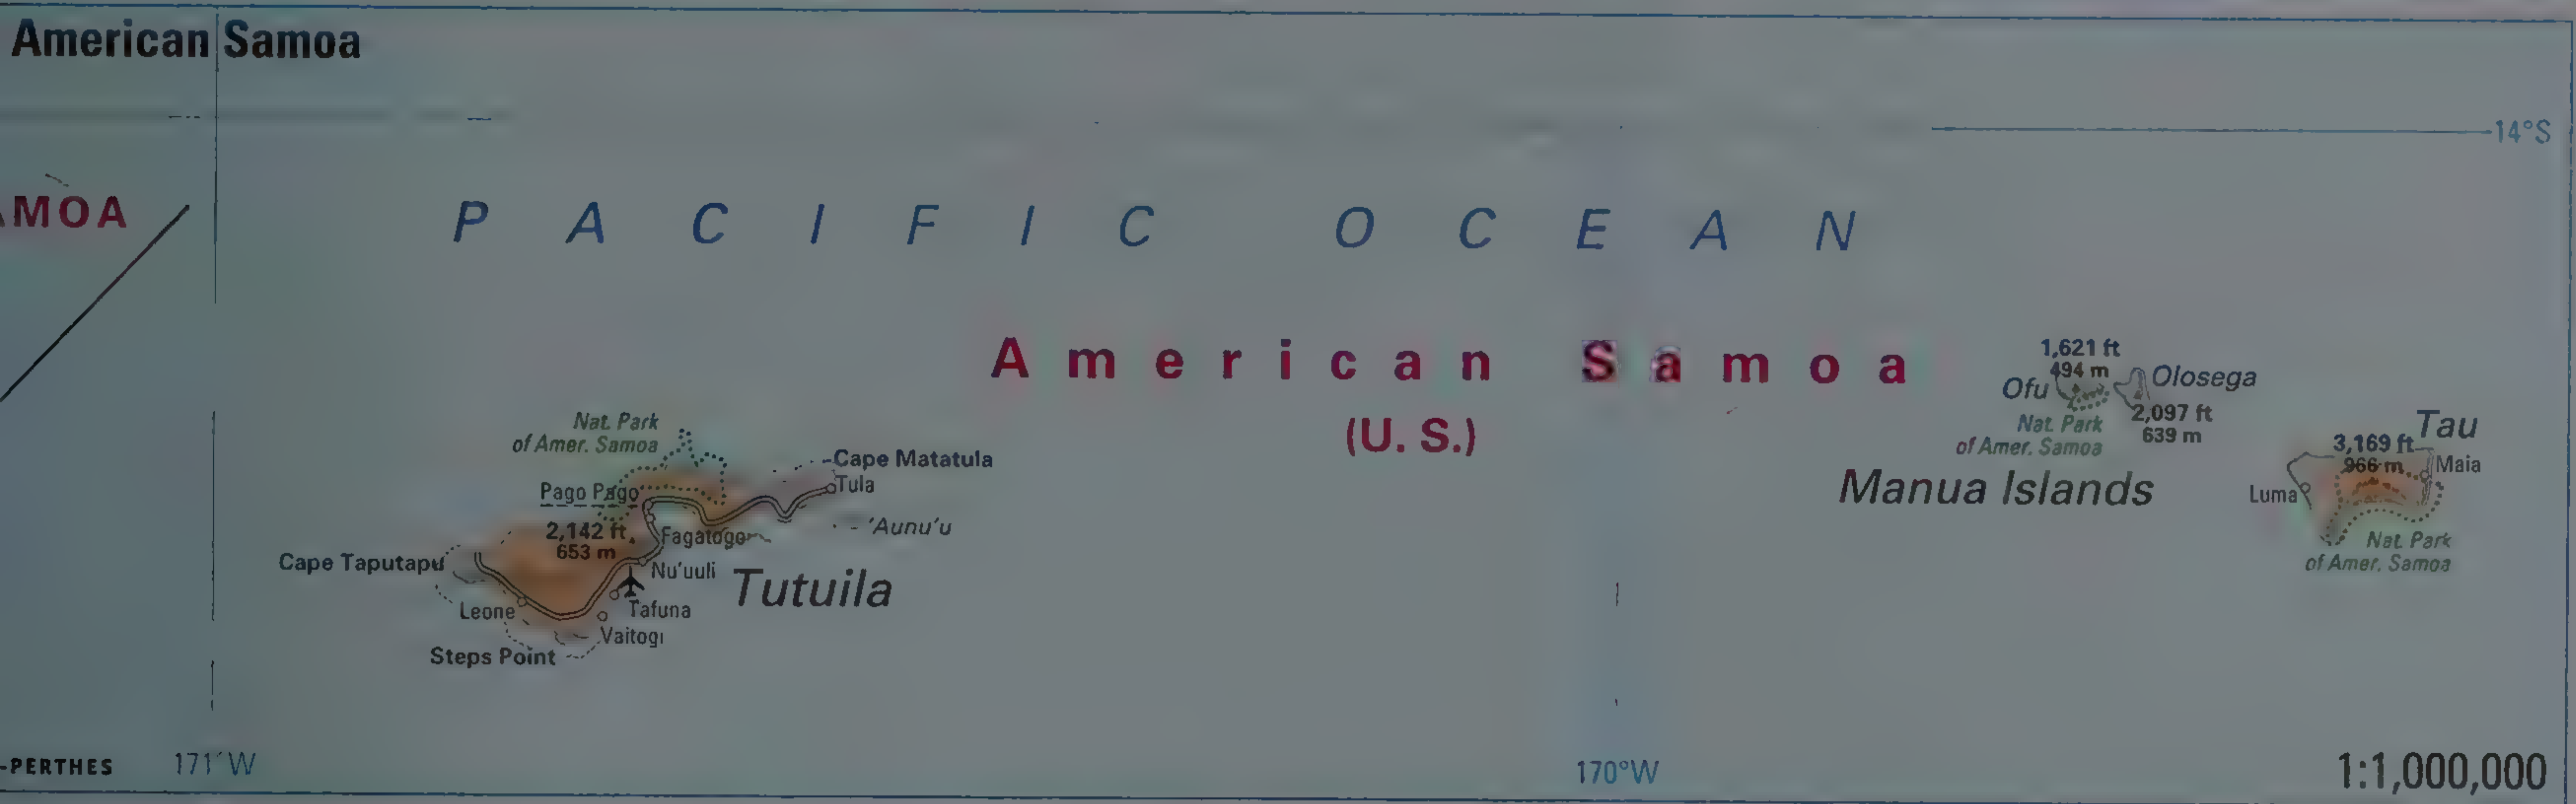 American Samoa
14°S
MOA
PACIFIC OCEAN
American Samoa
(U. S.)
1,621 ft
494 m
Ofu
Olosega
Nat. Park
of Amer. Samoa
2,097 ft
639 m
Manua Islands
Tau
3,169 ft
966 m
Maia
Luma
Nat. Park
of Amer. Samoa
Nat. Park
of Amer. Samoa
Cape Matatula
Tula
Pago Pago
'Aunu'u
2,142 ft
653 m
Fagatogo
Cape Taputapu
Nu'uuli
Tutuila
Leone
Tafuna
Vaitogi
Steps Point
-PERTHES
171°W
170°W
1:1,000,000